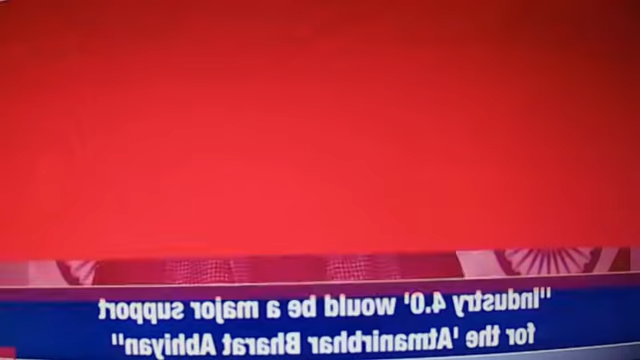 "Industry 4.0' would be a major support
for the 'Atmanirbhar Bharat Abhiyan"